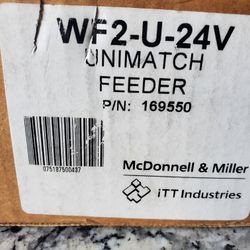 WF2-U-24V
UNIMATCH
FEEDER
P/N: 169550
075187500437
McDonnell & Miller
iTT Industries